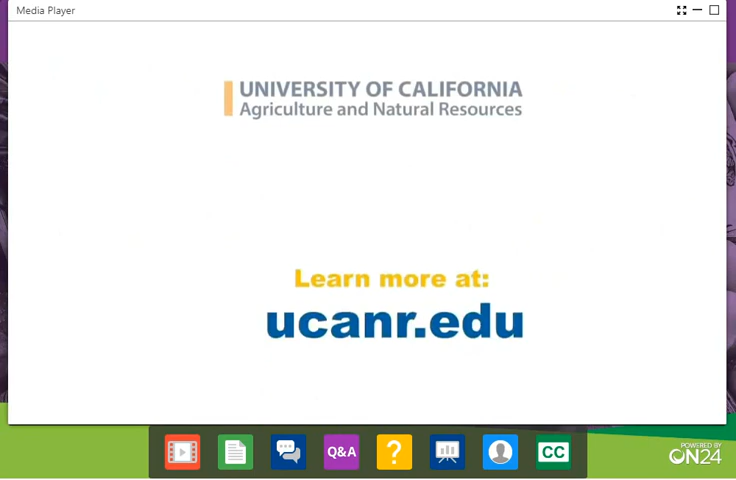 Media Player
UNIVERSITY OF CALIFORNIA
Agriculture and Natural Resources
Learn more at:
ucanr.edu
Q&A
?
CC
POWERED BY
ON24